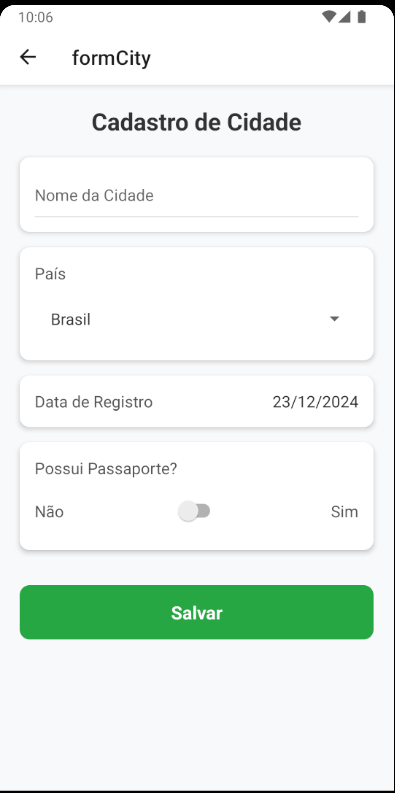 10:06
formCity
Cadastro de Cidade
Nome da Cidade
País
Brasil
Data de Registro 23/12/2024
Possui Passaporte?
Não Sim
Salvar